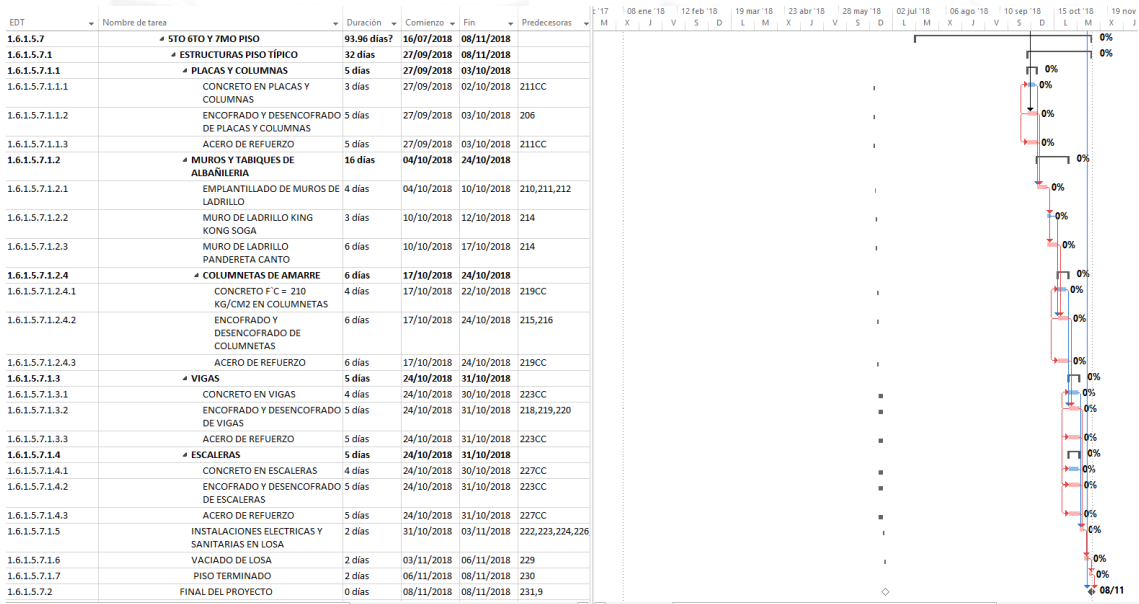 c '17 08 ene '18 12 feb '18 19 mar '18 23 abr '18 28 may '18 02 jul '18 06 ago '18 10 sep '18 15 oct '18 19 nov
EDT Nombre de tarea Duración Comienzo Fin Predecesoras M X J V S D L M X J V S D L M X J V S D L M X J
1.6.1.5.7 5TO 6TO Y 7MO PISO 93.96 días? 16/07/2018 08/11/2018 0%
1.6.1.5.7.1 ESTRUCTURAS PISO TÍPICO 32 días 27/09/2018 08/11/2018 0%
1.6.1.5.7.1.1 PLACAS Y COLUMNAS 5 días 27/09/2018 03/10/2018 0%
1.6.1.5.7.1.1.1 CONCRETO EN PLACAS Y 3 días 27/09/2018 02/10/2018 211CC 0%
COLUMNAS
1.6.1.5.7.1.1.2 ENCOFRADO Y DESENCOFRADO 5 días 27/09/2018 03/10/2018 206 0%
DE PLACAS Y COLUMNAS
1.6.1.5.7.1.1.3 ACERO DE REFUERZO 5 días 27/09/2018 03/10/2018 211CC 0%
1.6.1.5.7.1.2 MUROS Y TABIQUES DE 16 días 04/10/2018 24/10/2018 0%
ALBAÑILERIA
1.6.1.5.7.1.2.1 EMPLANTILLADO DE MUROS DE 4 días 04/10/2018 10/10/2018 210,211,212 0%
LADRILLO
1.6.1.5.7.1.2.2 MURO DE LADRILLO KING 3 días 10/10/2018 12/10/2018 214 0%
KONG SOGA
1.6.1.5.7.1.2.3 MURO DE LADRILLO 6 días 10/10/2018 17/10/2018 214 0%
PANDERETA CANTO
1.6.1.5.7.1.2.4 COLUMNETAS DE AMARRE 6 días 17/10/2018 24/10/2018 0%
1.6.1.5.7.1.2.4.1 CONCRETO F`C = 210 4 días 17/10/2018 22/10/2018 219CC 0%
KG/CM2 EN COLUMNETAS
1.6.1.5.7.1.2.4.2 ENCOFRADO Y 6 días 17/10/2018 24/10/2018 215,216 0%
DESENCOFRADO DE
COLUMNETAS
1.6.1.5.7.1.2.4.3 ACERO DE REFUERZO 6 días 17/10/2018 24/10/2018 219CC 0%
1.6.1.5.7.1.3 VIGAS 5 días 24/10/2018 31/10/2018 0%
1.6.1.5.7.1.3.1 CONCRETO EN VIGAS 4 días 24/10/2018 30/10/2018 223CC 0%
1.6.1.5.7.1.3.2 ENCOFRADO Y DESENCOFRADO 5 días 24/10/2018 31/10/2018 218,219,220 0%
DE VIGAS
1.6.1.5.7.1.3.3 ACERO DE REFUERZO 5 días 24/10/2018 31/10/2018 223CC 0%
1.6.1.5.7.1.4 ESCALERAS 5 días 24/10/2018 31/10/2018 0%
1.6.1.5.7.1.4.1 CONCRETO EN ESCALERAS 4 días 24/10/2018 30/10/2018 227CC 0%
1.6.1.5.7.1.4.2 ENCOFRADO Y DESENCOFRADO 5 días 24/10/2018 31/10/2018 223CC 0%
DE ESCALERAS
1.6.1.5.7.1.4.3 ACERO DE REFUERZO 5 días 24/10/2018 31/10/2018 227CC 0%
1.6.1.5.7.1.5 INSTALACIONES ELECTRICAS Y 2 días 31/10/2018 03/11/2018 222,223,224,226 0%
SANITARIAS EN LOSA
1.6.1.5.7.1.6 VACIADO DE LOSA 2 días 03/11/2018 06/11/2018 229 0%
1.6.1.5.7.1.7 PISO TERMINADO 2 días 06/11/2018 08/11/2018 230 0%
1.6.1.5.7.2 FINAL DEL PROYECTO 0 días 08/11/2018 08/11/2018 231,9 08/11